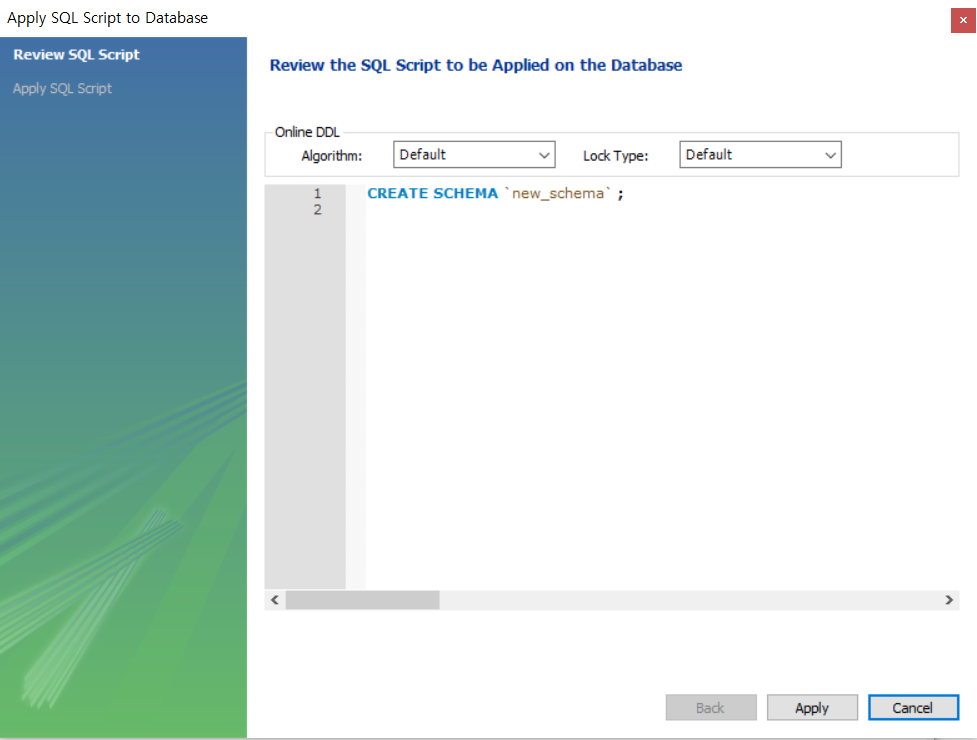 Apply SQL Script to Database
Review SQL Script
Apply SQL Script
Review the SQL Script to be Applied on the Database
Online DDL
Algorithm: Default Lock Type: Default
1 CREATE SCHEMA `new_schema` ;
2
Back Apply Cancel